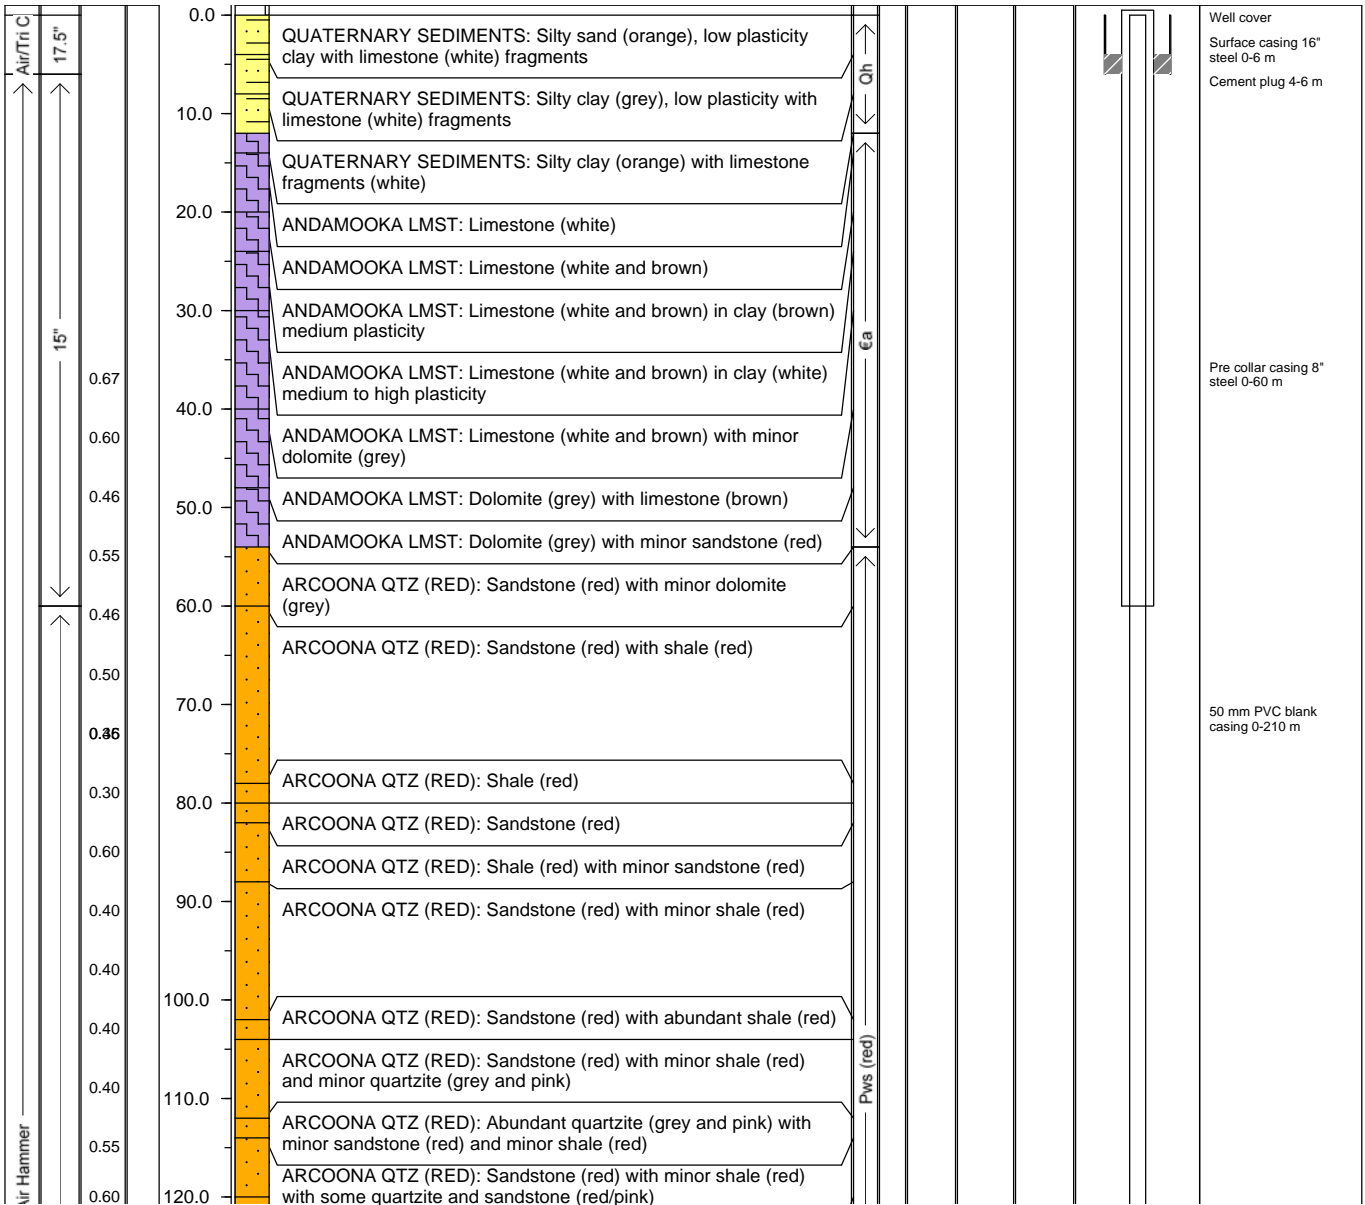 Air/Tri C
17.5"
15"
Air Hammer
0.67
0.60
0.46
0.55
0.46
0.50
0.30
0.60
0.40
0.40
0.40
0.40
0.55
0.60
0.0
10.0
20.0
30.0
40.0
50.0
60.0
70.0
80.0
90.0
100.0
110.0
120.0
QUATERNARY SEDIMENTS: Silty sand (orange), low plasticity
clay with limestone (white) fragments
QUATERNARY SEDIMENTS: Silty clay (grey), low plasticity with
limestone (white) fragments
QUATERNARY SEDIMENTS: Silty clay (orange) with limestone
fragments (white)
ANDAMOOKA LMST: Limestone (white)
ANDAMOOKA LMST: Limestone (white and brown)
ANDAMOOKA LMST: Limestone (white and brown) in clay (brown)
medium plasticity
ANDAMOOKA LMST: Limestone (white and brown) in clay (white)
medium to high plasticity
ANDAMOOKA LMST: Limestone (white and brown) with minor
dolomite (grey)
ANDAMOOKA LMST: Dolomite (grey) with limestone (brown)
ANDAMOOKA LMST: Dolomite (grey) with minor sandstone (red)
ARCOONA QTZ (RED): Sandstone (red) with minor dolomite
(grey)
ARCOONA QTZ (RED): Sandstone (red) with shale (red)
ARCOONA QTZ (RED): Shale (red)
ARCOONA QTZ (RED): Sandstone (red)
ARCOONA QTZ (RED): Shale (red) with minor sandstone (red)
ARCOONA QTZ (RED): Sandstone (red) with minor shale (red)
ARCOONA QTZ (RED): Sandstone (red) with abundant shale (red)
ARCOONA QTZ (RED): Sandstone (red) with minor shale (red)
and minor quartzite (grey and pink)
ARCOONA QTZ (RED): Abundant quartzite (grey and pink) with
minor sandstone (red) and minor shale (red)
ARCOONA QTZ (RED): Sandstone (red) with minor shale (red)
with some quartzite and sandstone (red/pink)
Qh
€a
Pws (red)
Well cover
Surface casing 16"
steel 0-6 m
Cement plug 4-6 m
Pre collar casing 8"
steel 0-60 m
50 mm PVC blank
casing 0-210 m